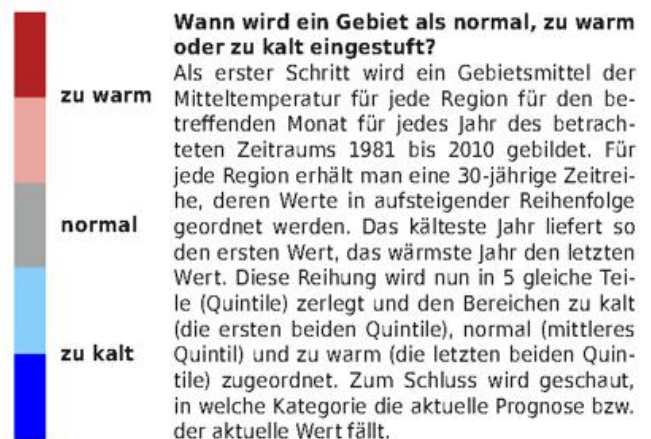 Wann wird ein Gebiet als normal, zu warm
oder zu kalt eingestuft?
Als erster Schritt wird ein Gebietsmittel der
Mitteltemperatur für jede Region für den be-
treffenden Monat für jedes Jahr des betrach-
teten Zeitraums 1981 bis 2010 gebildet. Für
jede Region erhält man eine 30-jährige Zeitrei-
he, deren Werte in aufsteigender Reihenfolge
geordnet werden. Das kälteste Jahr liefert so
den ersten Wert, das wärmste Jahr den letzten
Wert. Diese Reihung wird nun in 5 gleiche Tei-
le (Quintile) zerlegt und den Bereichen zu kalt
(die ersten beiden Quintile), normal (mittleres
Quintil) und zu warm (die letzten beiden Quin-
tile) zugeordnet. Zum Schluss wird geschaut,
in welche Kategorie die aktuelle Prognose bzw.
der aktuelle Wert fällt.
zu warm
normal
zu kalt